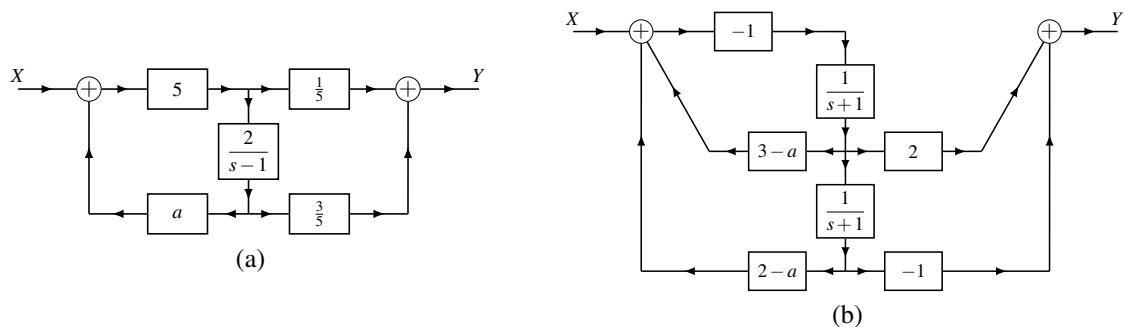 X
5
1/5
Y
2/(s − 1)
a
3/5
(a)
X
−1
Y
1/(s + 1)
3 − a
2
1/(s + 1)
2 − a
−1
(b)